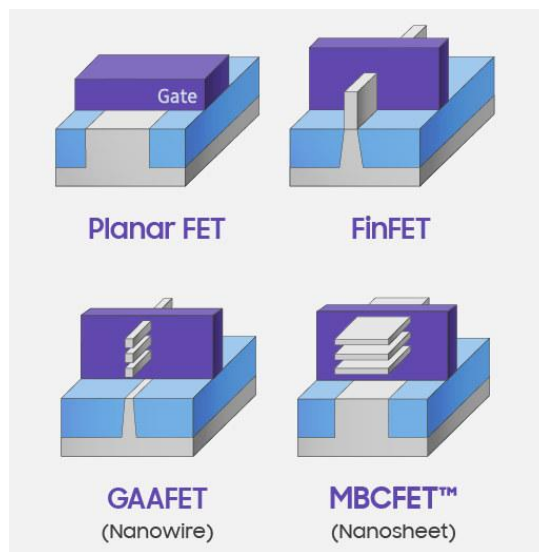 Gate
Planar FET
FinFET
GAAFET
(Nanowire)
MBCFET™
(Nanosheet)